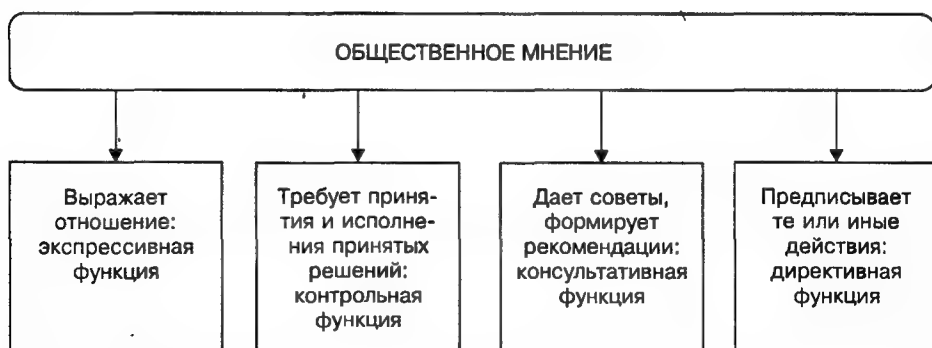 ОБЩЕСТВЕННОЕ МНЕНИЕ
Выражает
отношение:
экспрессивная
функция
Требует приня-
тия и исполне-
ния принятых
решений:
контрольная
функция
Дает советы,
формирует
рекомендации:
консультативная
функция
Предписывает
те или иные
действия:
директивная
функция